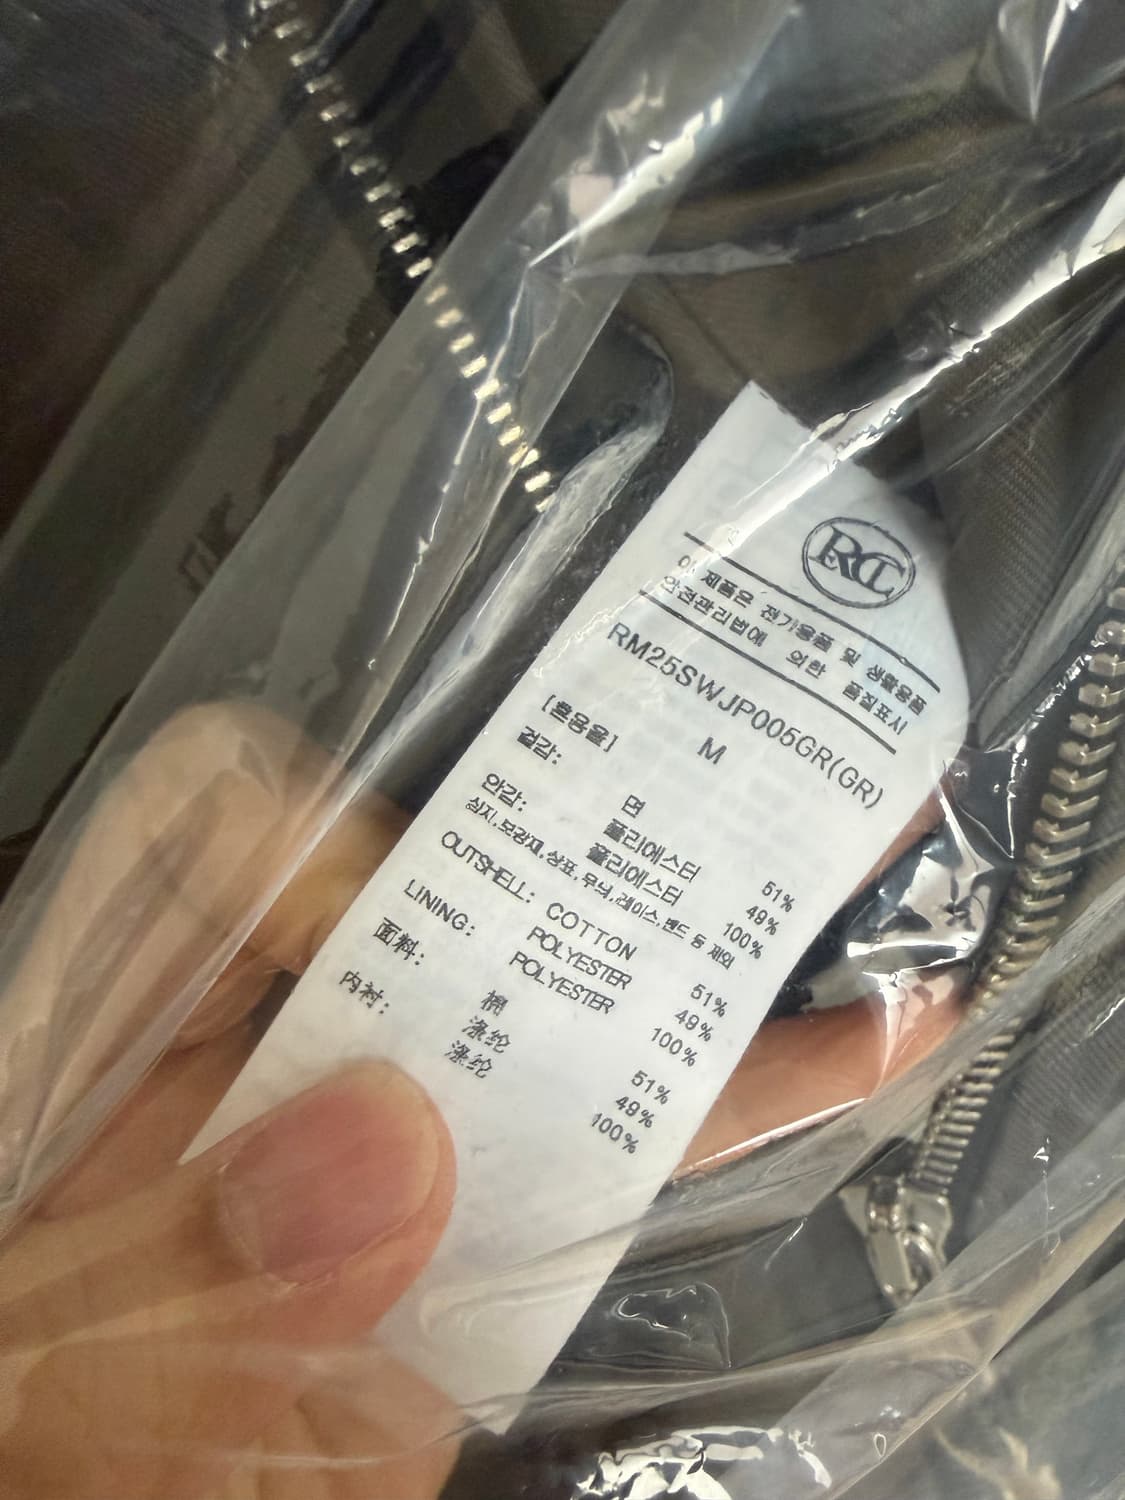 RCT
이 제품은 전기용품 및 생활용품
안전관리법에 의한 품질표시
RM25SWJP005GR(GR)
M
[혼용율]
겉감: 면 51%
폴리에스터 49%
안감: 폴리에스터 100%
심지,보강재,상표,무늬,레이스,밴드 등 제외
OUTSHELL: COTTON 51%
POLYESTER 49%
LINING: POLYESTER 100%
面料: 棉 51%
涤纶 49%
内衬: 涤纶 100%